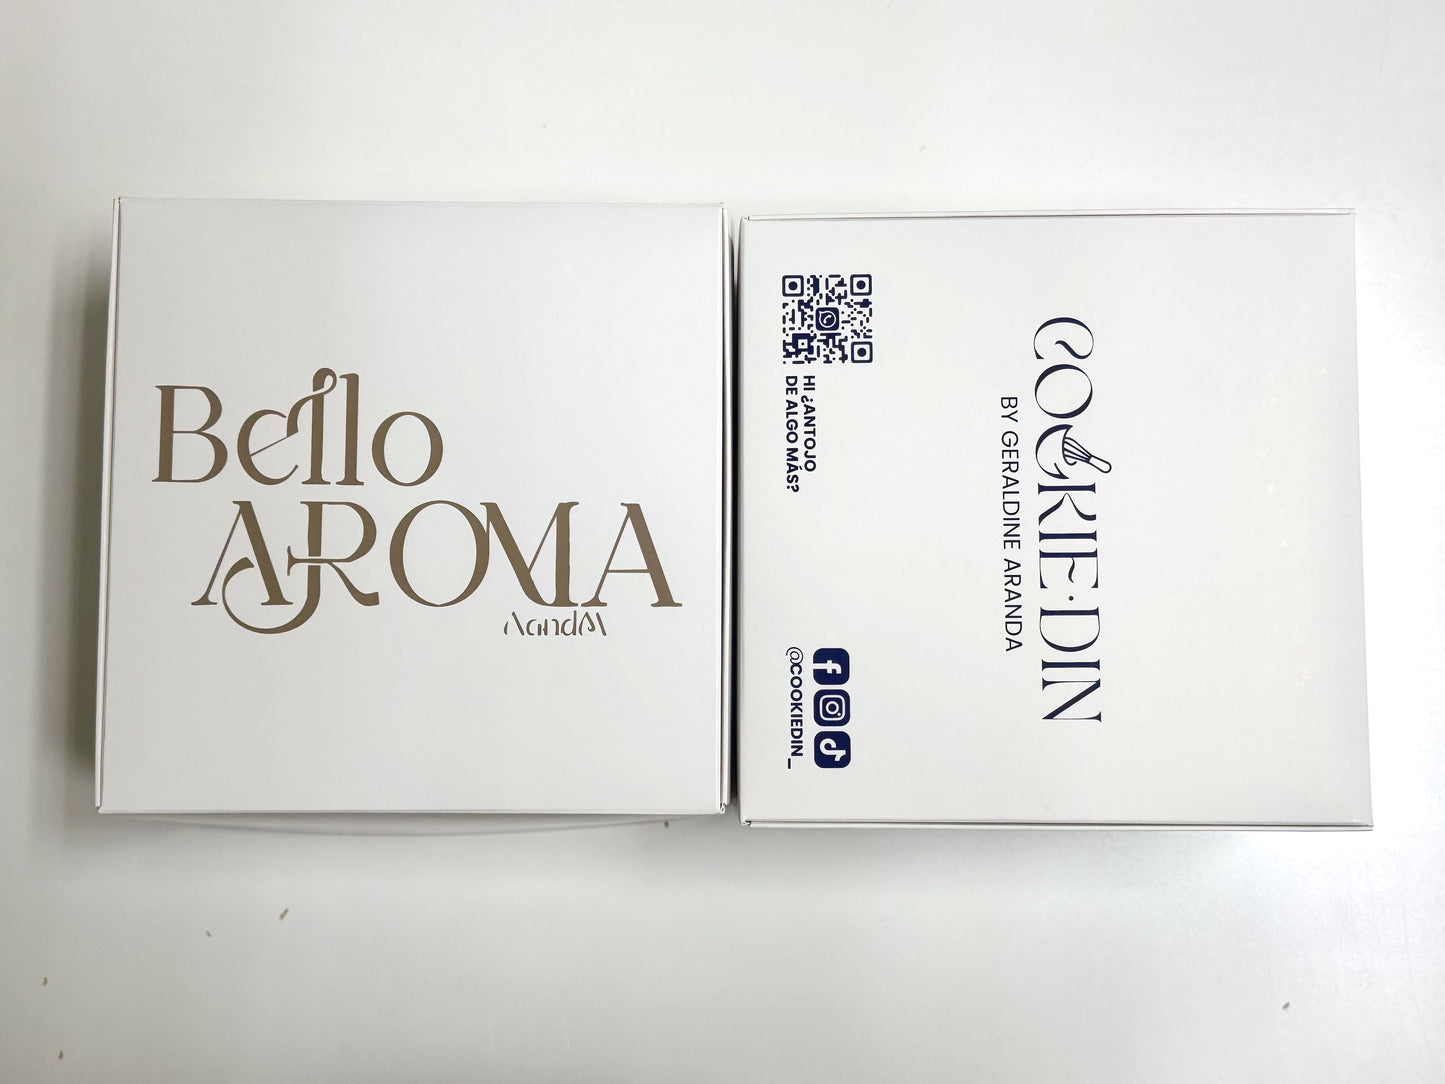 Bello
AROMA
AandM
COOKIE·DIN
BY GERALDINE ARANDA
HI ¿ANTOJO
DE ALGO MÁS?
@COOKIEDIN_